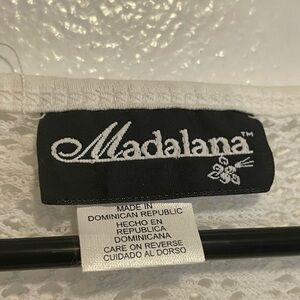 Madalana™
MADE IN
DOMINICAN REPUBLIC
HECHO EN
REPUBLICA
DOMINICANA
CARE ON REVERSE
CUIDADO AL DORSO